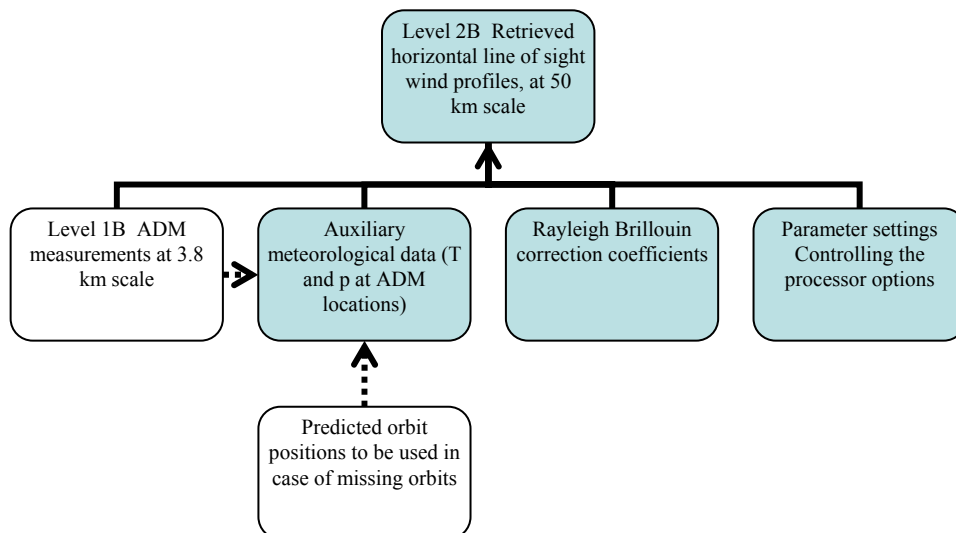 Level 2B  Retrieved
horizontal line of sight
wind profiles, at 50
km scale
Level 1B  ADM
measurements at 3.8
km scale
Auxiliary
meteorological data (T
and p at ADM
locations)
Rayleigh Brillouin
correction coefficients
Parameter settings
Controlling the
processor options
Predicted orbit
positions to be used in
case of missing orbits